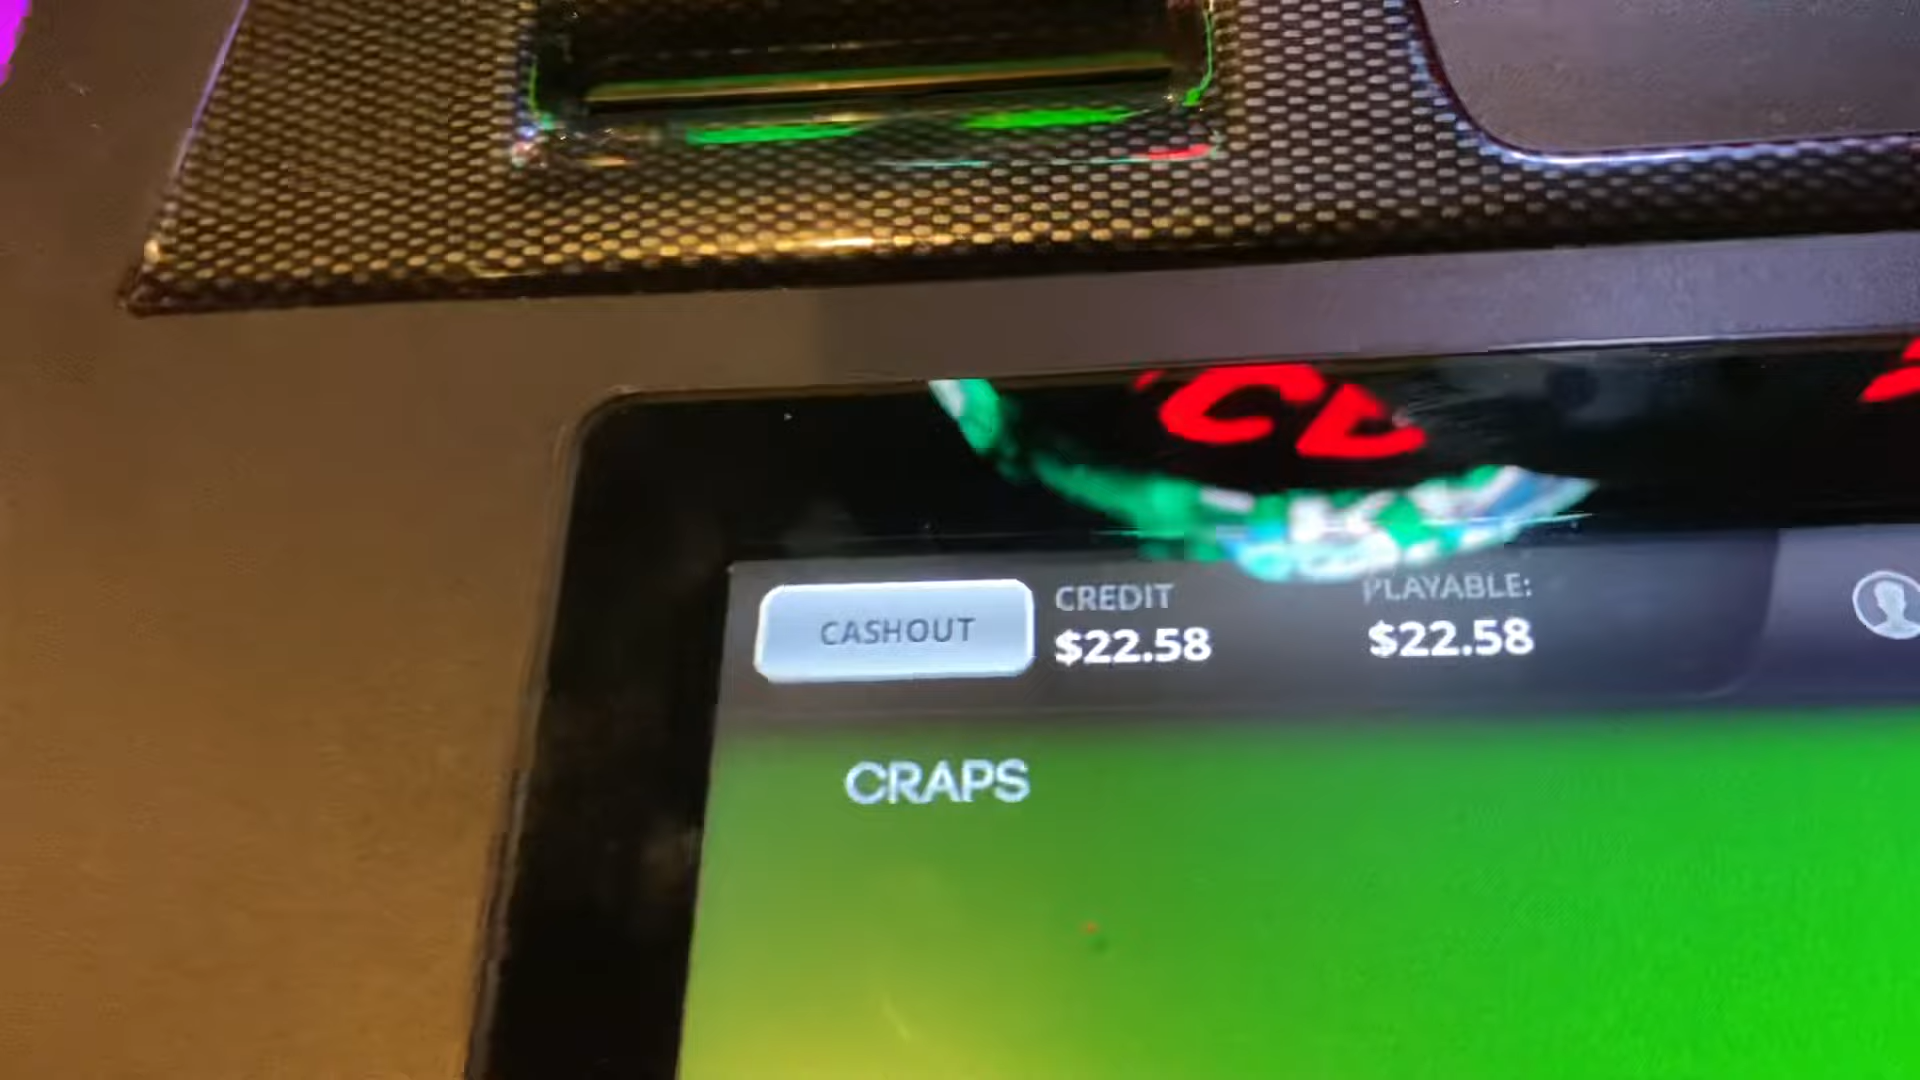 CASHOUT
CREDIT
$22.58
PLAYABLE:
$22.58
CRAPS